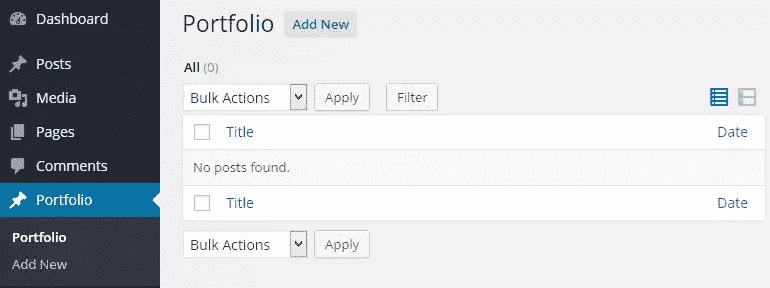 Dashboard
Posts
Media
Pages
Comments
Portfolio
Portfolio
Add New
Portfolio Add New
All (0)
Bulk Actions Apply Filter
Title Date
No posts found.
Title Date
Bulk Actions Apply